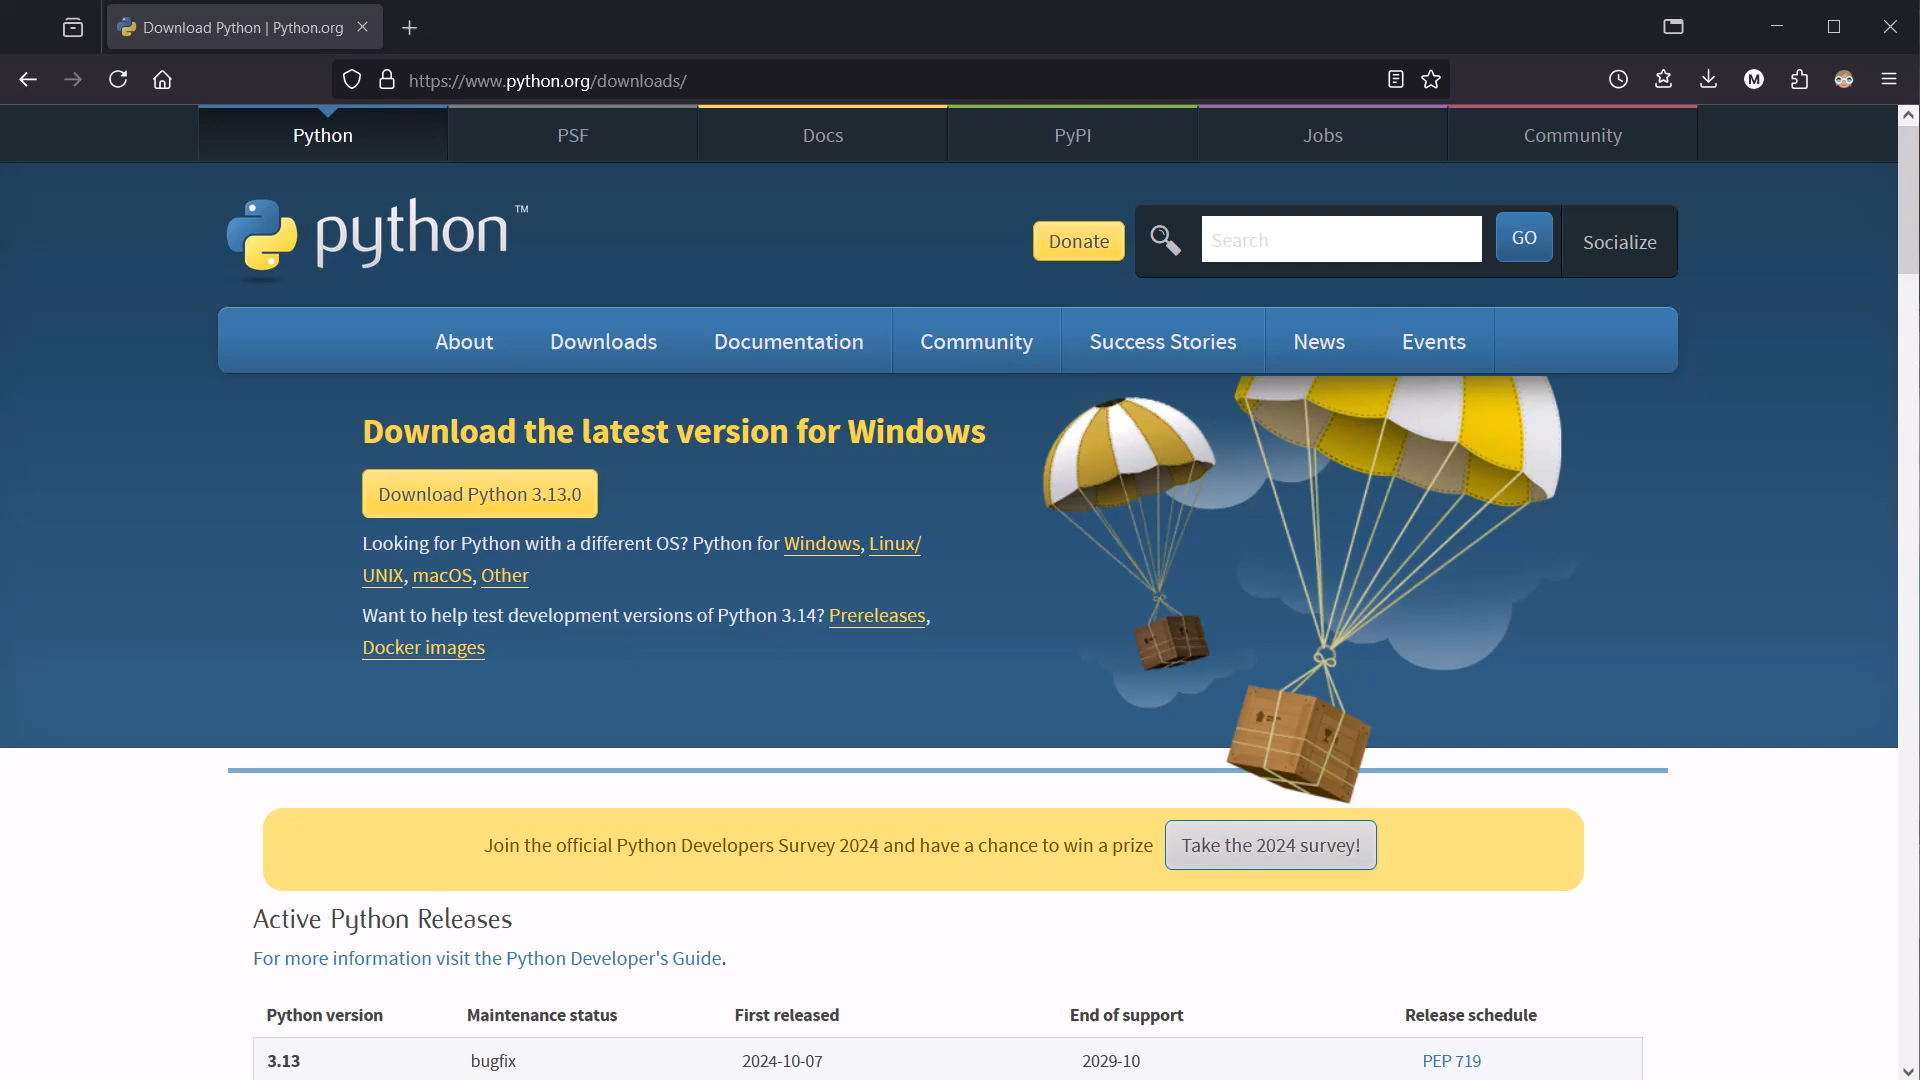 Download Python | Python.org
https://www.python.org/downloads/
M
Python
PSF
Docs
PyPI
Jobs
Community
python™
Donate
Search
GO
Socialize
About
Downloads
Documentation
Community
Success Stories
News
Events
Download the latest version for Windows
Download Python 3.13.0
Looking for Python with a different OS? Python for Windows, Linux/
UNIX, macOS, Other
Want to help test development versions of Python 3.14? Prereleases,
Docker images
Join the official Python Developers Survey 2024 and have a chance to win a prize
Take the 2024 survey!
Active Python Releases
For more information visit the Python Developer's Guide.
Python version Maintenance status First released End of support Release schedule
3.13 bugfix 2024-10-07 2029-10 PEP 719